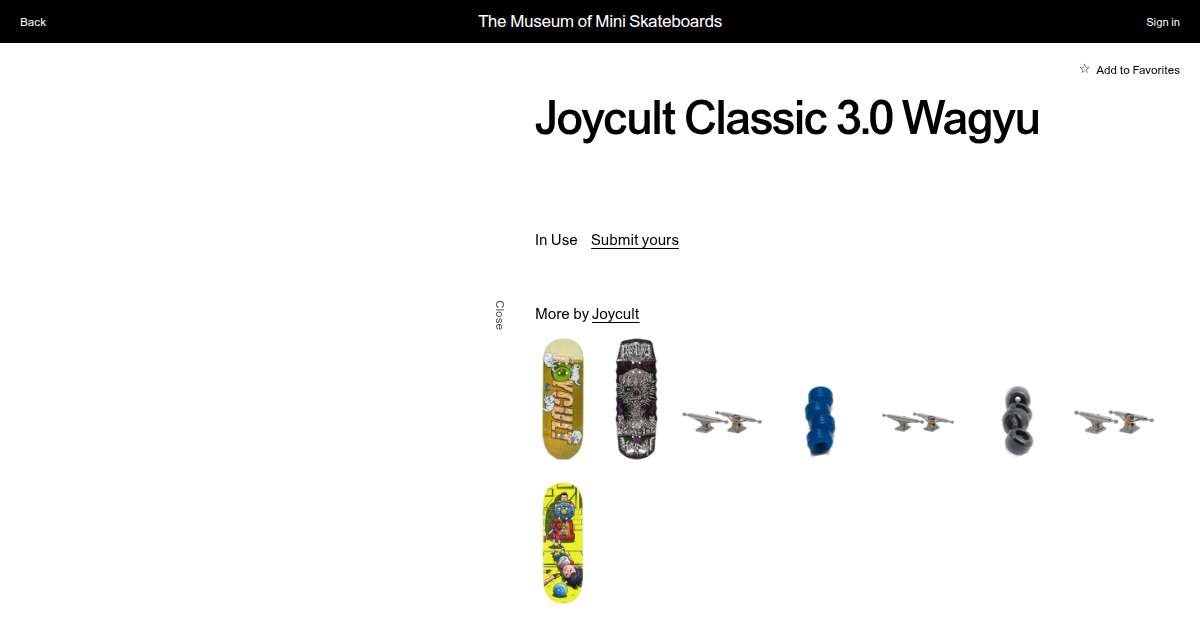 Back
The Museum of Mini Skateboards
Sign in
☆ Add to Favorites
Joycult Classic 3.0 Wagyu
In Use Submit yours
Close
More by Joycult
JOYCULT